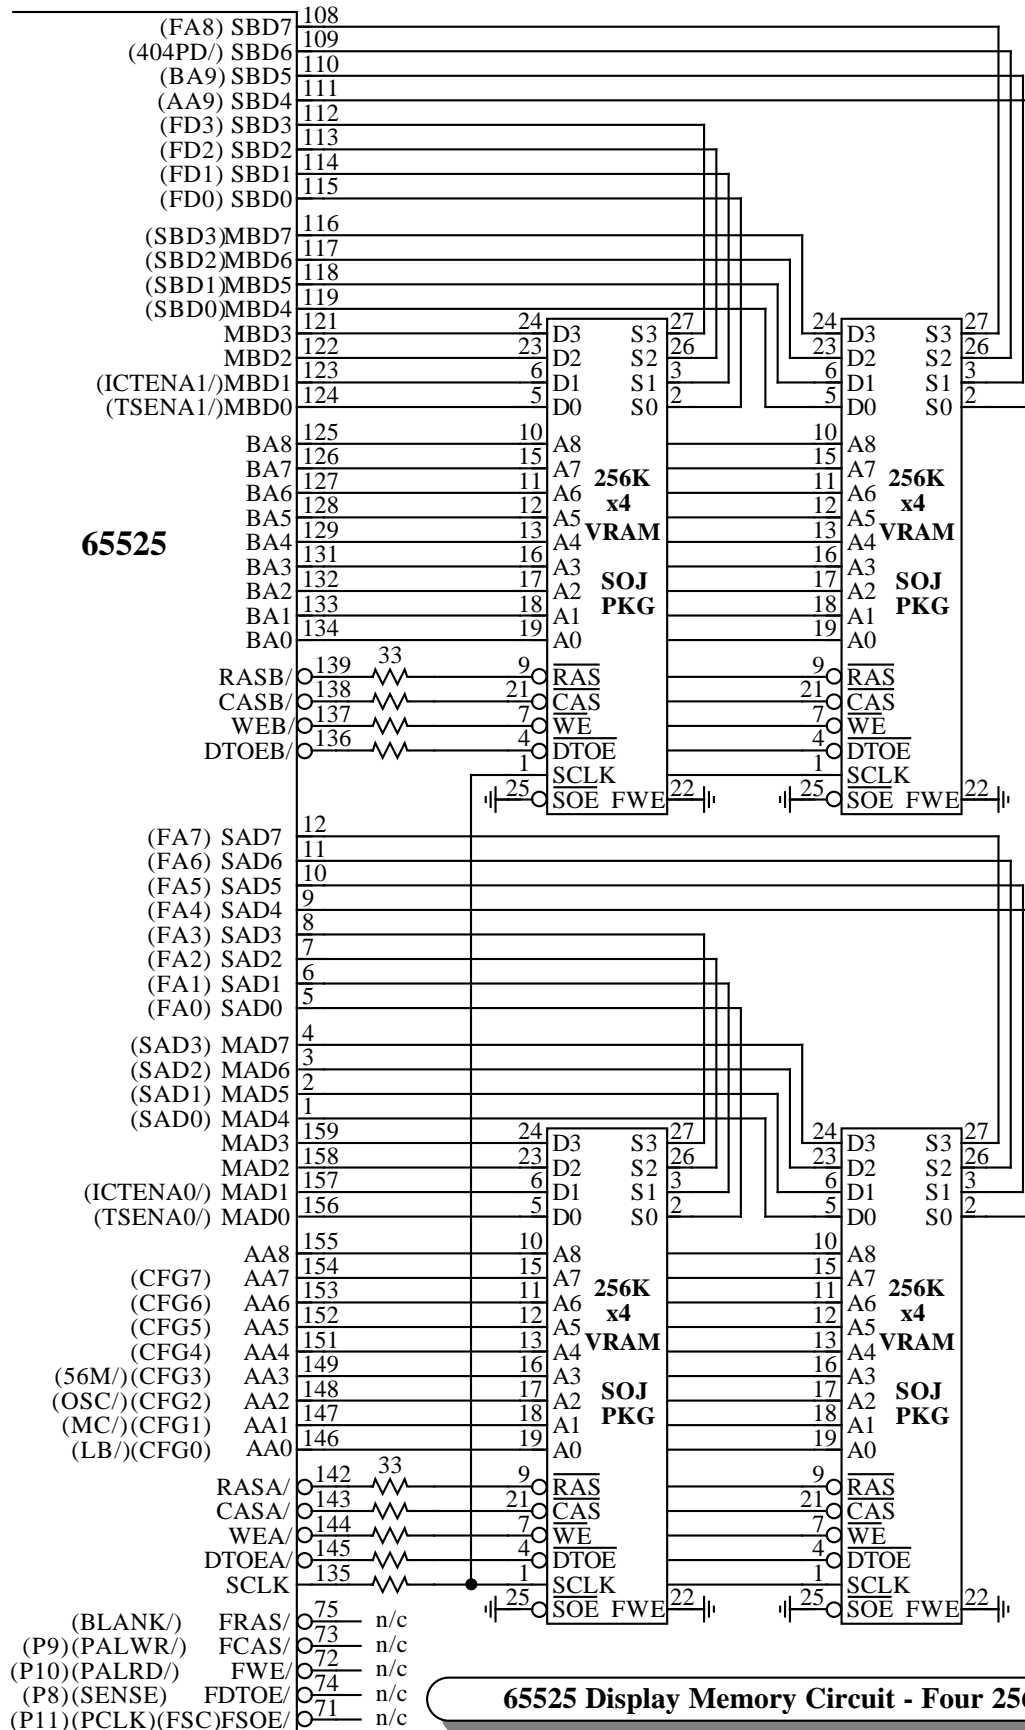 (FA8) SBD7 108
(404PD/) SBD6 109
(BA9) SBD5 110
(AA9) SBD4 111
(FD3) SBD3 112
(FD2) SBD2 113
(FD1) SBD1 114
(FD0) SBD0 115
(SBD3)MBD7 116
(SBD2)MBD6 117
(SBD1)MBD5 118
(SBD0)MBD4 119
MBD3 121 24 D3 S3 27 24 D3 S3 27
MBD2 122 23 D2 S2 26 23 D2 S2 26
(ICTENA1/)MBD1 123 6 D1 S1 3 6 D1 S1 3
(TSENA1/)MBD0 124 5 D0 S0 2 5 D0 S0 2
BA8 125 10 A8 10 A8
BA7 126 15 A7 15 A7
256K 256K
BA6 127 11 A6 11 A6
x4 x4
BA5 128 12 A5 12 A5
VRAM VRAM
65525
BA4 129 13 A4 13 A4
BA3 131 16 A3 16 A3
SOJ SOJ
BA2 132 17 A2 17 A2
PKG PKG
BA1 133 18 A1 18 A1
BA0 134 19 A0 19 A0
RASB/ 139 33 9 RAS 9 RAS
CASB/ 138 21 CAS 21 CAS
WEB/ 137 7 WE 7 WE
DTOEB/ 136 4 DTOE 4 DTOE
1 SCLK 1 SCLK
25 SOE FWE 22 25 SOE FWE 22
(FA7) SAD7 12
(FA6) SAD6 11
(FA5) SAD5 10
(FA4) SAD4 9
(FA3) SAD3 8
(FA2) SAD2 7
(FA1) SAD1 6
(FA0) SAD0 5
(SAD3) MAD7 4
(SAD2) MAD6 3
(SAD1) MAD5 2
(SAD0) MAD4 1
MAD3 159 24 D3 S3 27 24 D3 S3 27
MAD2 158 23 D2 S2 26 23 D2 S2 26
(ICTENA0/) MAD1 157 6 D1 S1 3 6 D1 S1 3
(TSENA0/) MAD0 156 5 D0 S0 2 5 D0 S0 2
AA8 155 10 A8 10 A8
(CFG7) AA7 154 15 A7 15 A7
256K 256K
(CFG6) AA6 153 11 A6 11 A6
x4 x4
(CFG5) AA5 152 12 A5 12 A5
VRAM VRAM
(CFG4) AA4 151 13 A4 13 A4
(56M/)(CFG3) AA3 149 16 A3 16 A3
SOJ SOJ
(OSC/)(CFG2) AA2 148 17 A2 17 A2
PKG PKG
(MC/)(CFG1) AA1 147 18 A1 18 A1
(LB/)(CFG0) AA0 146 19 A0 19 A0
RASA/ 142 33 9 RAS 9 RAS
CASA/ 143 21 CAS 21 CAS
WEA/ 144 7 WE 7 WE
DTOEA/ 145 4 DTOE 4 DTOE
SCLK 135 1 SCLK 1 SCLK
25 SOE FWE 22 25 SOE FWE 22
(BLANK/) FRAS/ 75 n/c
(P9)(PALWR/) FCAS/ 73 n/c
(P10)(PALRD/) FWE/ 72 n/c
(P8)(SENSE) FDTOE/ 74 n/c
(P11)(PCLK)(FSC)FSOE/ 71 n/c
65525 Display Memory Circuit - Four 256